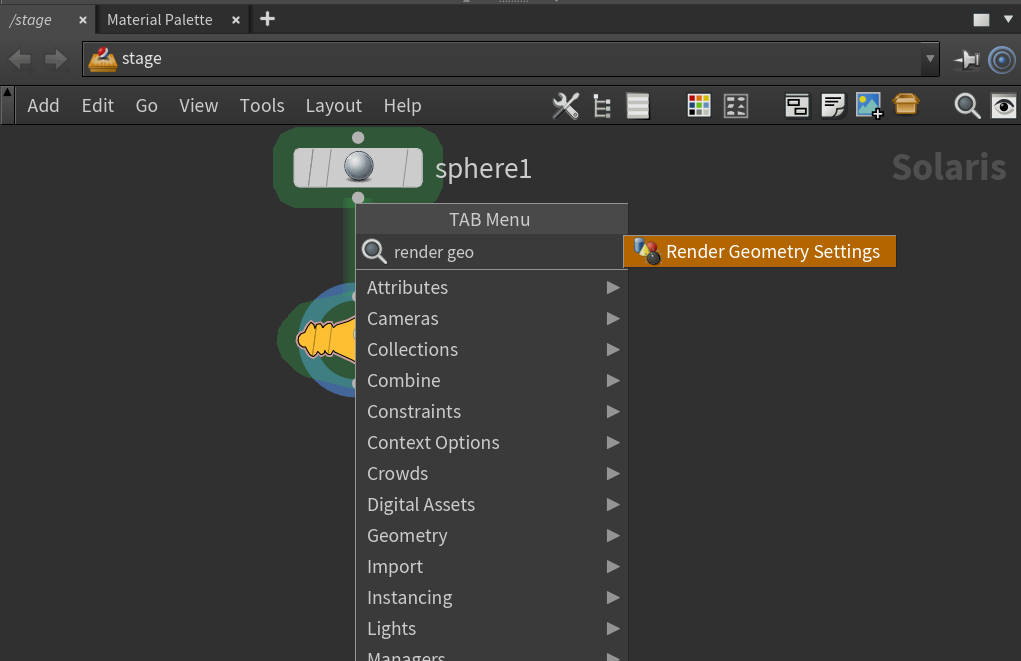 /stage × Material Palette × +
stage
Add Edit Go View Tools Layout Help
sphere1
Solaris
TAB Menu
render geo
Render Geometry Settings
Attributes
Cameras
Collections
Combine
Constraints
Context Options
Crowds
Digital Assets
Geometry
Import
Instancing
Lights
Managers